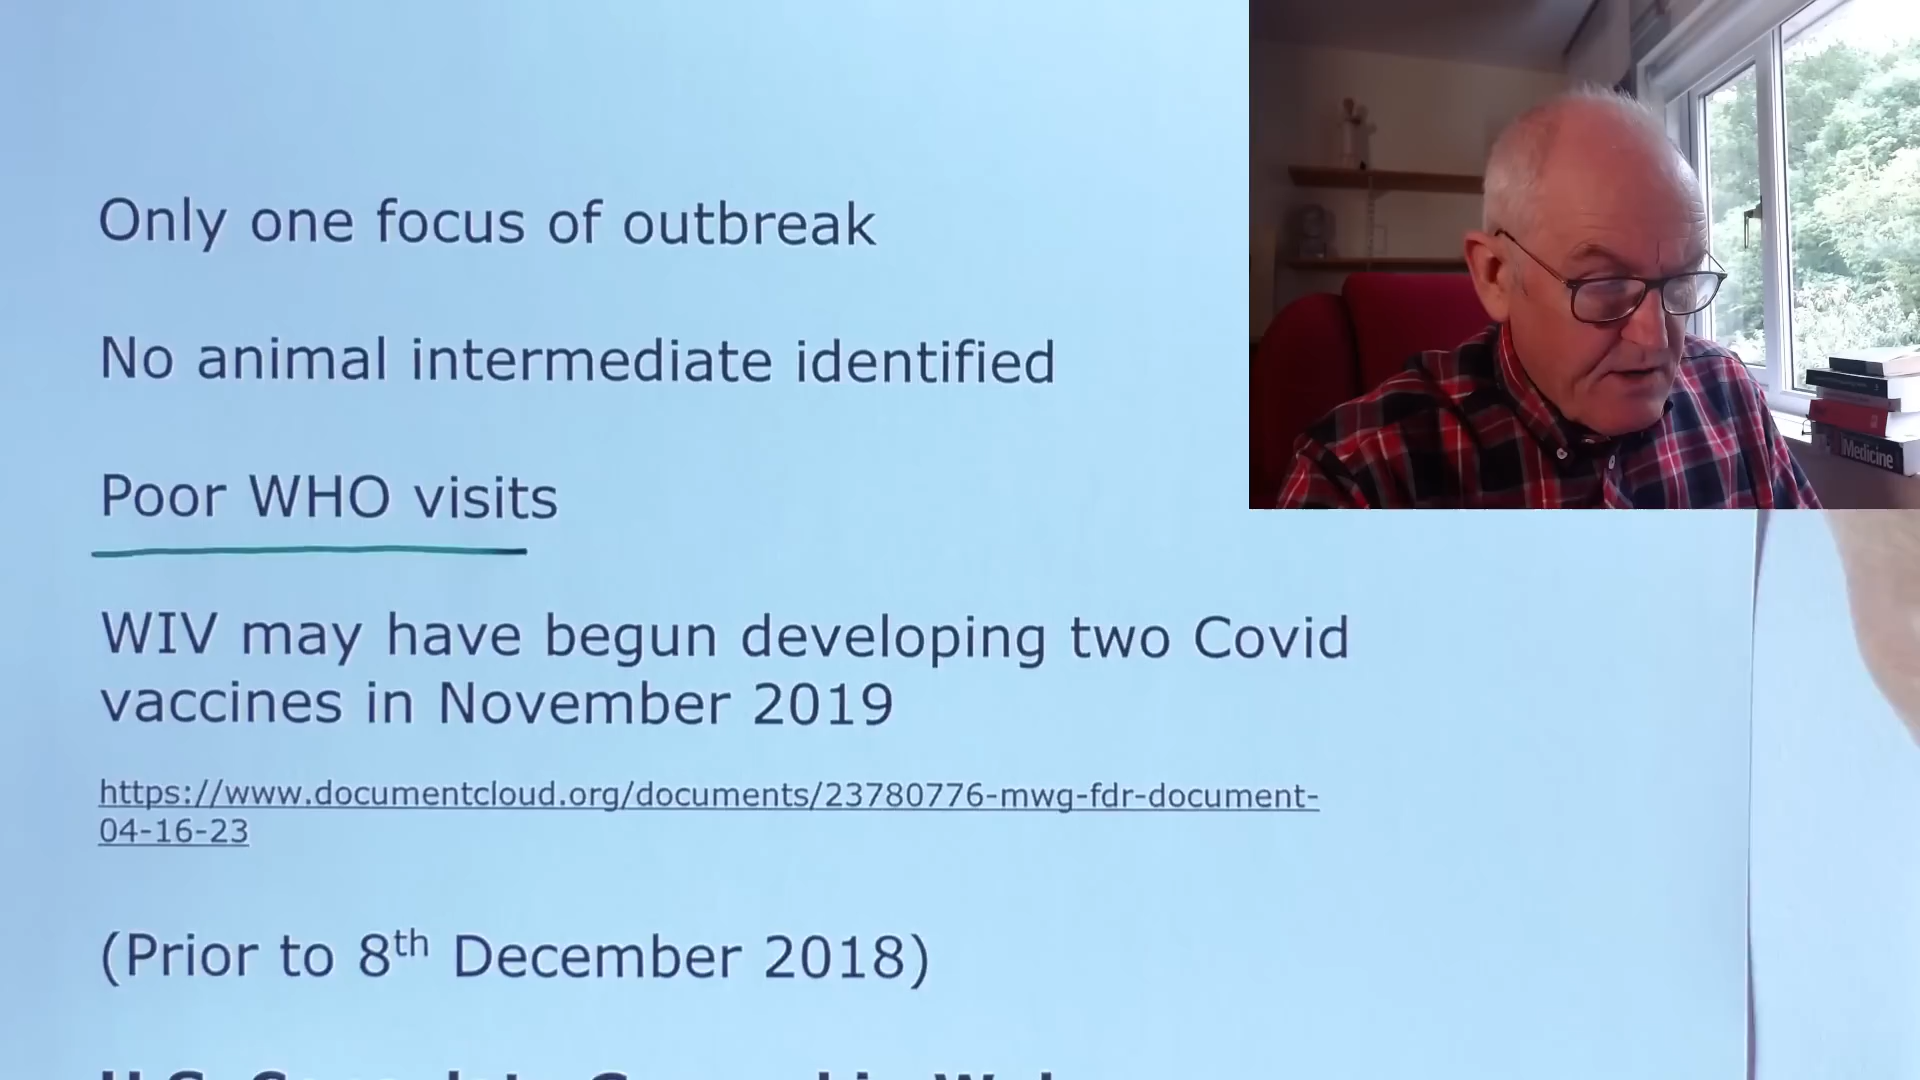 Only one focus of outbreak
No animal intermediate identified
Poor WHO visits
WIV may have begun developing two Covid
vaccines in November 2019
https://www.documentcloud.org/documents/23780776-mwg-fdr-document-
04-16-23
(Prior to 8th December 2018)
Medicine